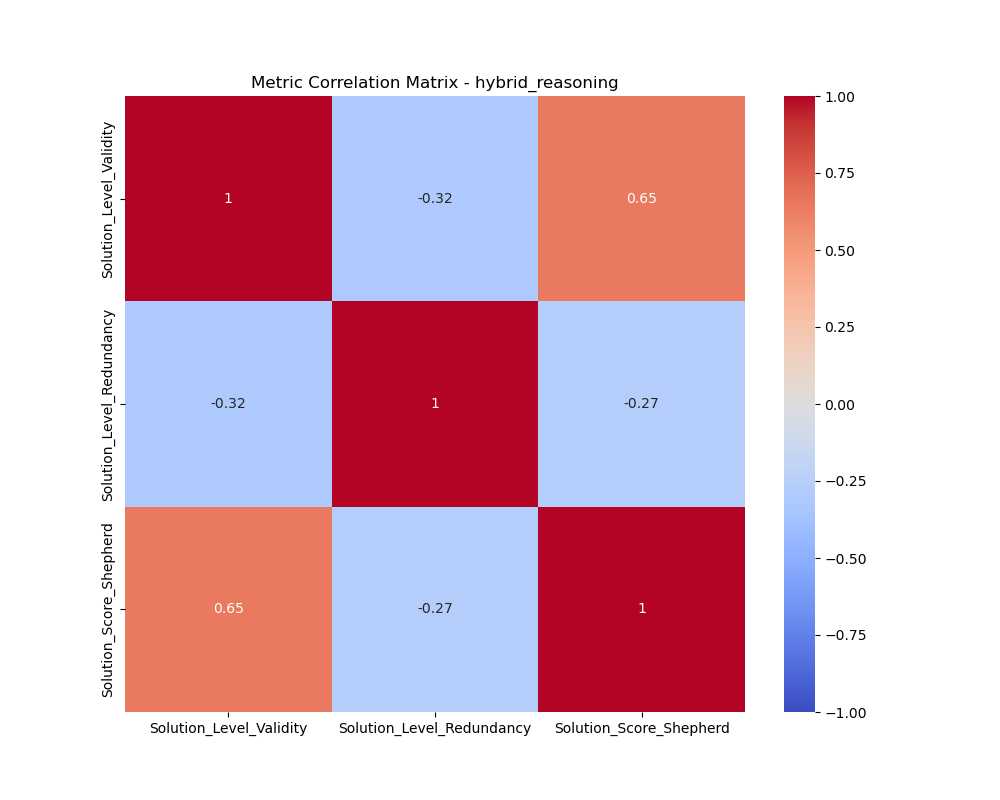 Metric Correlation Matrix - hybrid_reasoning
Solution_Level_Validity
1
-0.32
0.65
Solution_Level_Redundancy
-0.32
1
-0.27
Solution_Score_Shepherd
0.65
-0.27
1
Solution_Level_Validity
Solution_Level_Redundancy
Solution_Score_Shepherd
1.00
0.75
0.50
0.25
0.00
−0.25
−0.50
−0.75
−1.00